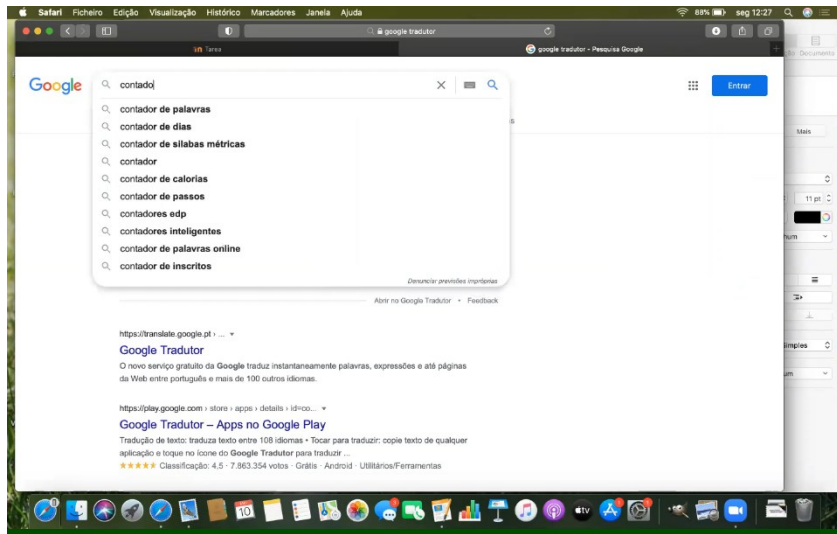 Safari Ficheiro Edição Visualização Histórico Marcadores Janela Ajuda 88% seg 12:27
google tradutor
Tarea
google tradutor - Pesquisa Google
Documento
Google contado Entrar
contador de palavras
contador de dias
Mais
contador de sílabas métricas
contador
contador de calorias
contador de passos
11 pt
contadores edp
contadores inteligentes
contador de palavras online
contador de inscritos
Denunciar previsões impróprias
Abrir no Google Tradutor • Feedback
https://translate.google.pt › ...
Google Tradutor
O novo serviço gratuito da Google traduz instantaneamente palavras, expressões e até páginas
da Web entre português e mais de 100 outros idiomas.
https://play.google.com › store › apps › details › id=co...
Google Tradutor – Apps no Google Play
Tradução de texto: traduza texto entre 108 idiomas • Tocar para traduzir: copie texto de qualquer
aplicação e toque no ícone do Google Tradutor para traduzir ...
Classificação: 4,5 · 7.863.354 votos · Grátis · Android · Utilitários/Ferramentas
10
tv